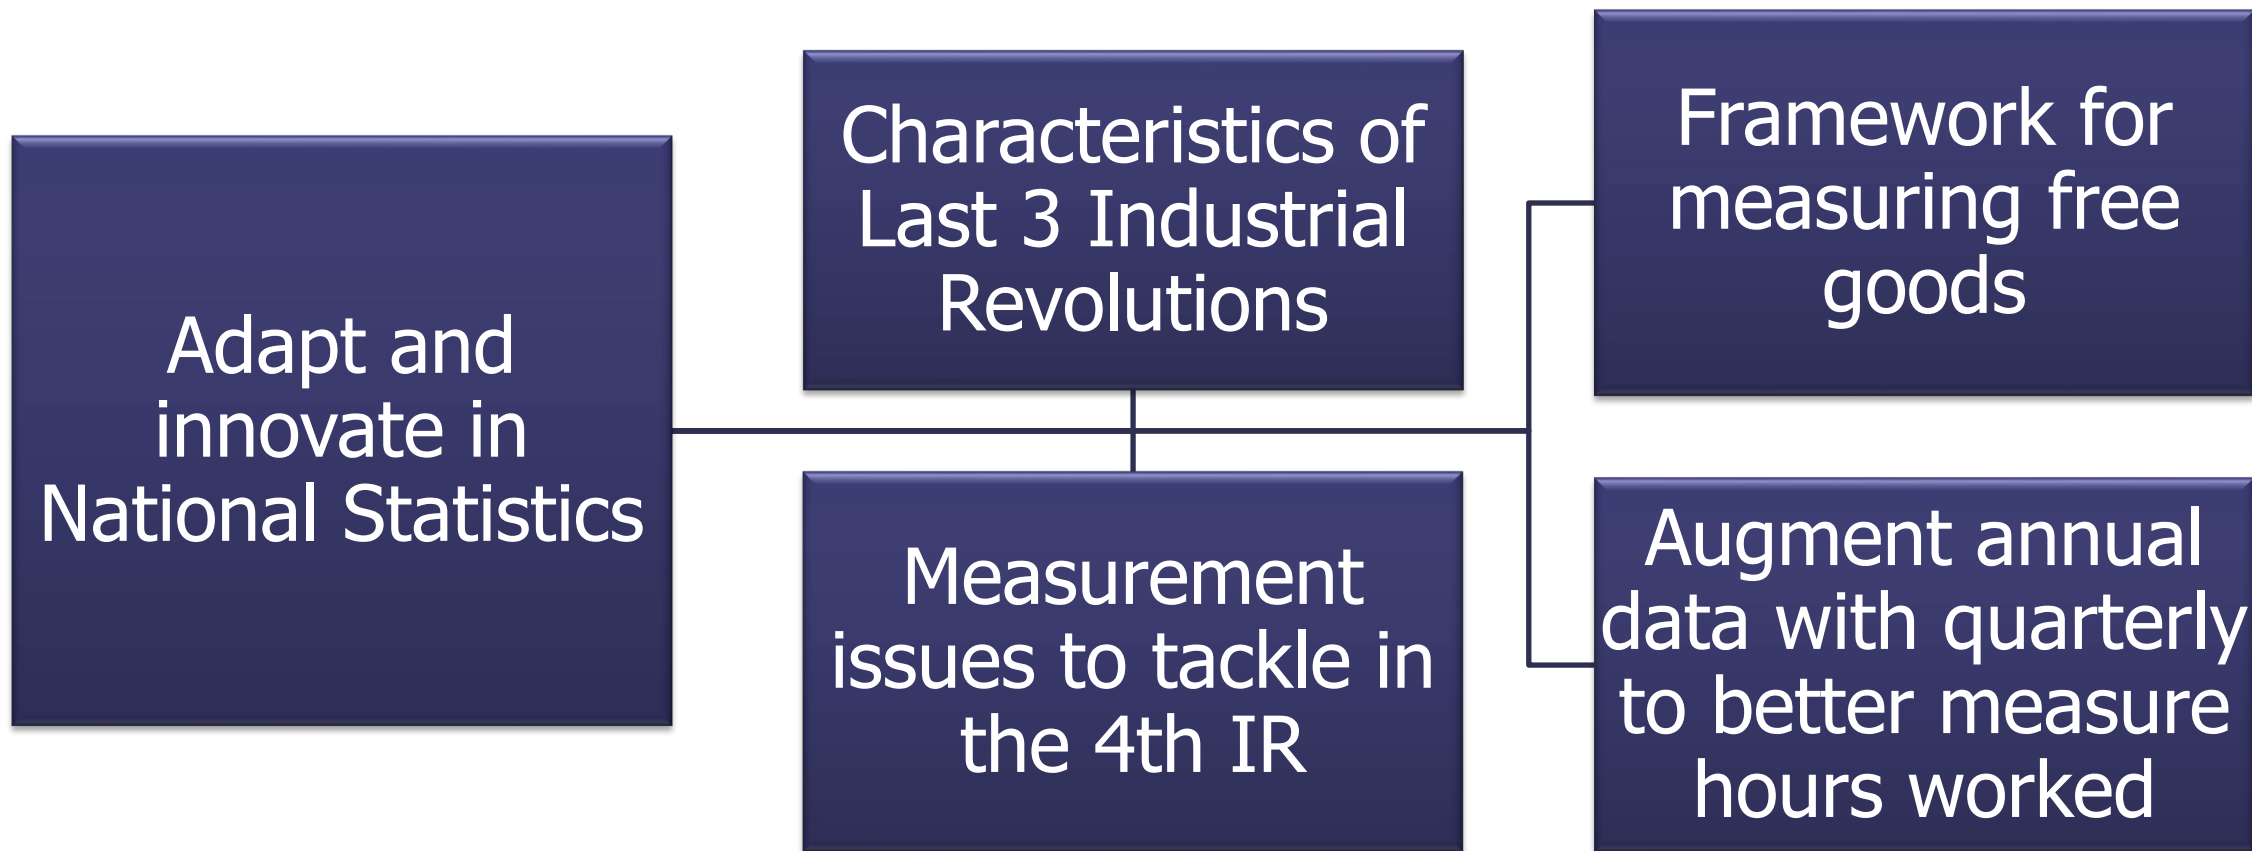 Adapt and
innovate in
National Statistics
Characteristics of
Last 3 Industrial
Revolutions
Measurement
issues to tackle in
the 4th IR
Framework for
measuring free
goods
Augment annual
data with quarterly
to better measure
hours worked